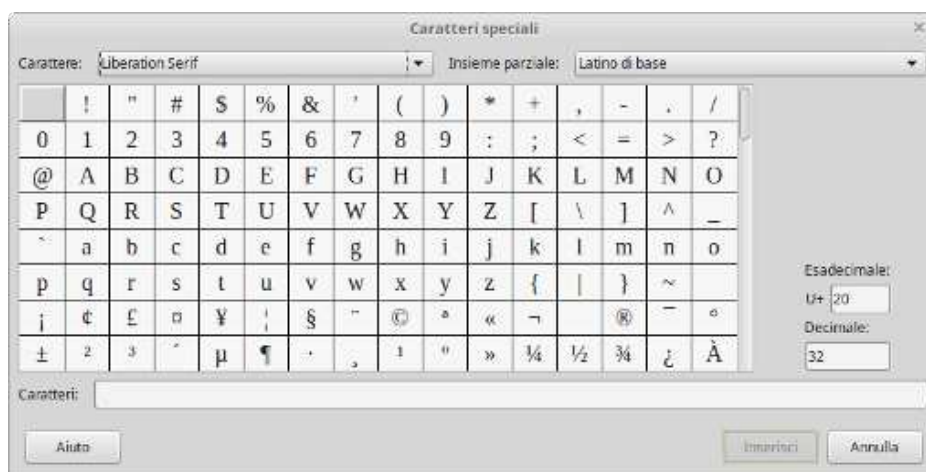 Caratteri speciali ×
Carattere: Liberation Serif Insieme parziale: Latino di base
! " # $ % & ' ( ) * + , - . /
0 1 2 3 4 5 6 7 8 9 : ; < = > ?
@ A B C D E F G H I J K L M N O
P Q R S T U V W X Y Z [ \ ] ^ _
` a b c d e f g h i j k l m n o
p q r s t u v w x y z { | } ~
¡ ¢ £ ¤ ¥ ¦ § ¨ © ª « ¬ ® ¯ °
± ² ³ ´ µ ¶ · ¸ ¹ º » ¼ ½ ¾ ¿ À
Esadecimale:
U+ 20
Decimale:
32
Caratteri:
Aiuto Inserisci Annulla